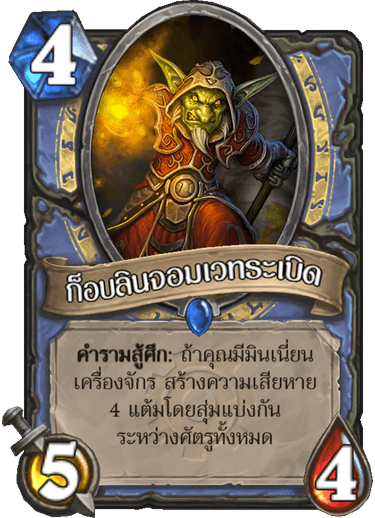 4
ก็อบลินจอมเวทระเบิด
คำรามสู้ศึก: ถ้าคุณมีมินเนี่ยน
เครื่องจักร สร้างความเสียหาย
4 แต้มโดยสุ่มแบ่งกัน
ระหว่างศัตรูทั้งหมด
5
4